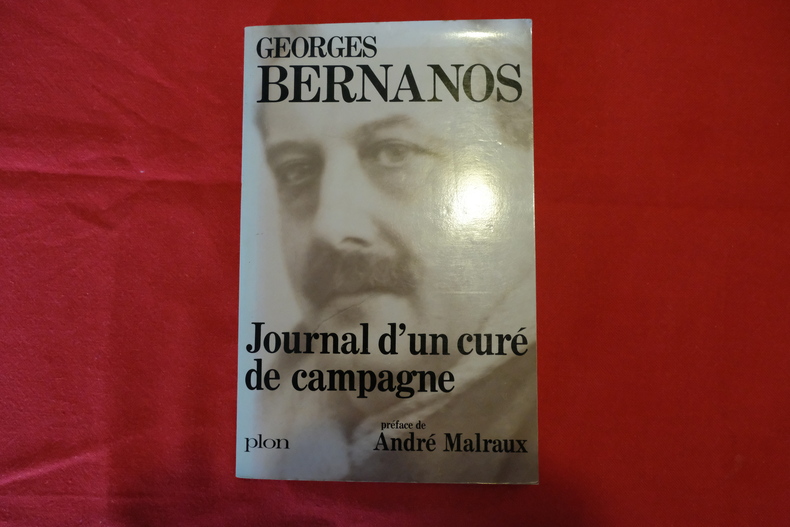 GEORGES
BERNANOS
Journal d'un curé
de campagne
préface de
plon André Malraux